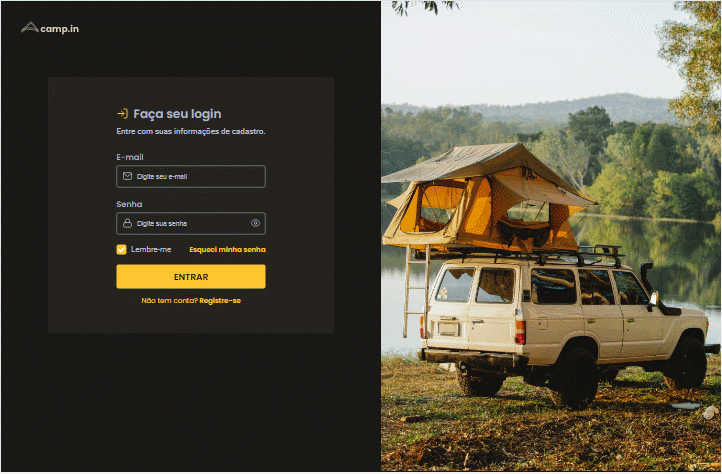 camp.in
Faça seu login
Entre com suas informações de cadastro.
E-mail
Digite seu e-mail
Senha
Digite sua senha
Lembre-me
Esqueci minha senha
ENTRAR
Não tem conta? Registre-se